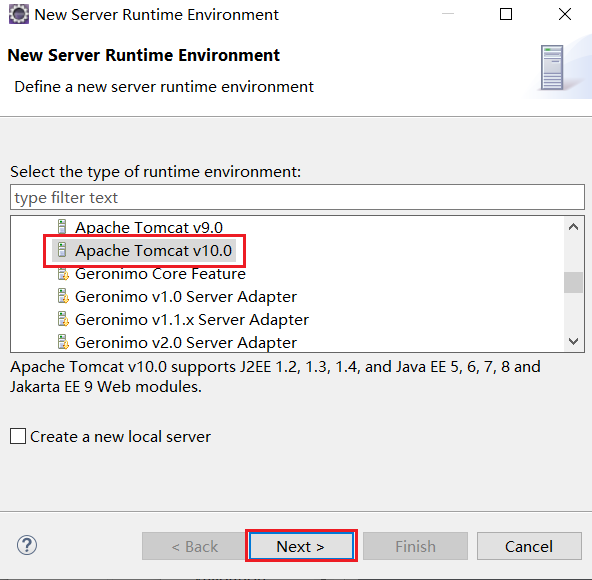 New Server Runtime Environment
New Server Runtime Environment
Define a new server runtime environment
Select the type of runtime environment:
type filter text
Apache Tomcat v9.0
Apache Tomcat v10.0
Geronimo Core Feature
Geronimo v1.0 Server Adapter
Geronimo v1.1.x Server Adapter
Geronimo v2.0 Server Adapter
Apache Tomcat v10.0 supports J2EE 1.2, 1.3, 1.4, and Java EE 5, 6, 7, 8 and
Jakarta EE 9 Web modules.
Create a new local server
? < Back Next > Finish Cancel